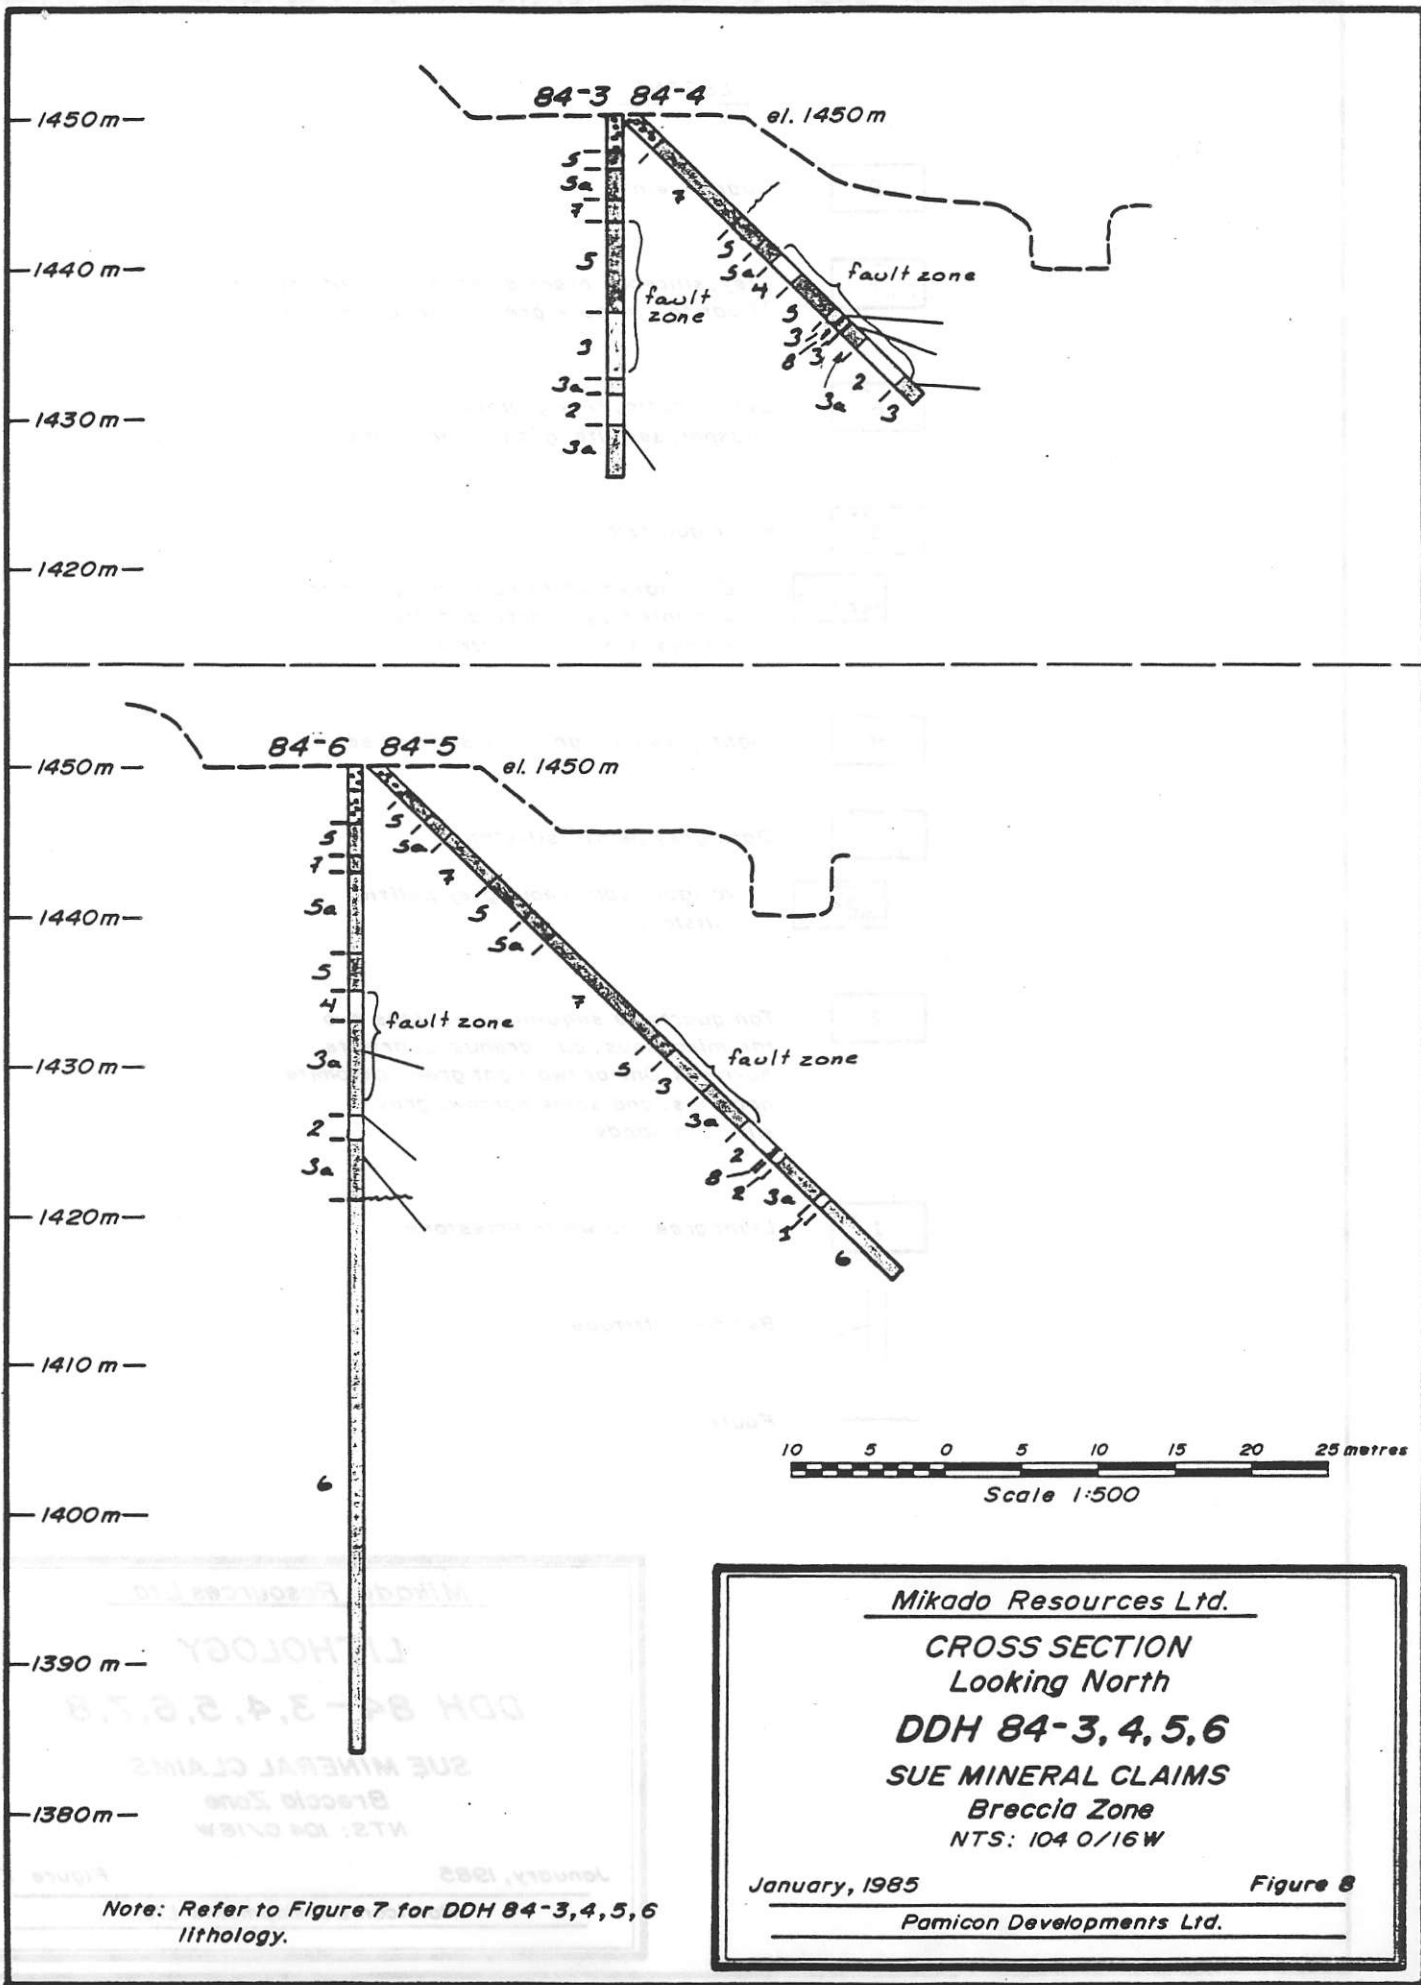 84-3 84-4
el. 1450m
1450m
1440m
1430m
1420m
5
5a
7
5
3
3a
2
3a
fault
zone
7
5
5a
4
5
3
8
3
1
3a
2
3
fault zone
84-6 84-5
el. 1450m
1450m
1440m
1430m
1420m
1410m
1400m
1390m
1380m
5
7
5a
5
4
3a
2
3a
6
fault zone
5
5a
7
5
5a
7
5
3
3a
2
8
2
3a
1
6
fault zone
10 5 0 5 10 15 20 25 metres
Scale 1:500
Mikado Resources Ltd.
CROSS SECTION
Looking North
DDH 84-3,4,5,6
SUE MINERAL CLAIMS
Breccia Zone
NTS: 104 O/16W
January, 1985 Figure 8
Pamicon Developments Ltd.
Note: Refer to Figure 7 for DDH 84-3,4,5,6
lithology.